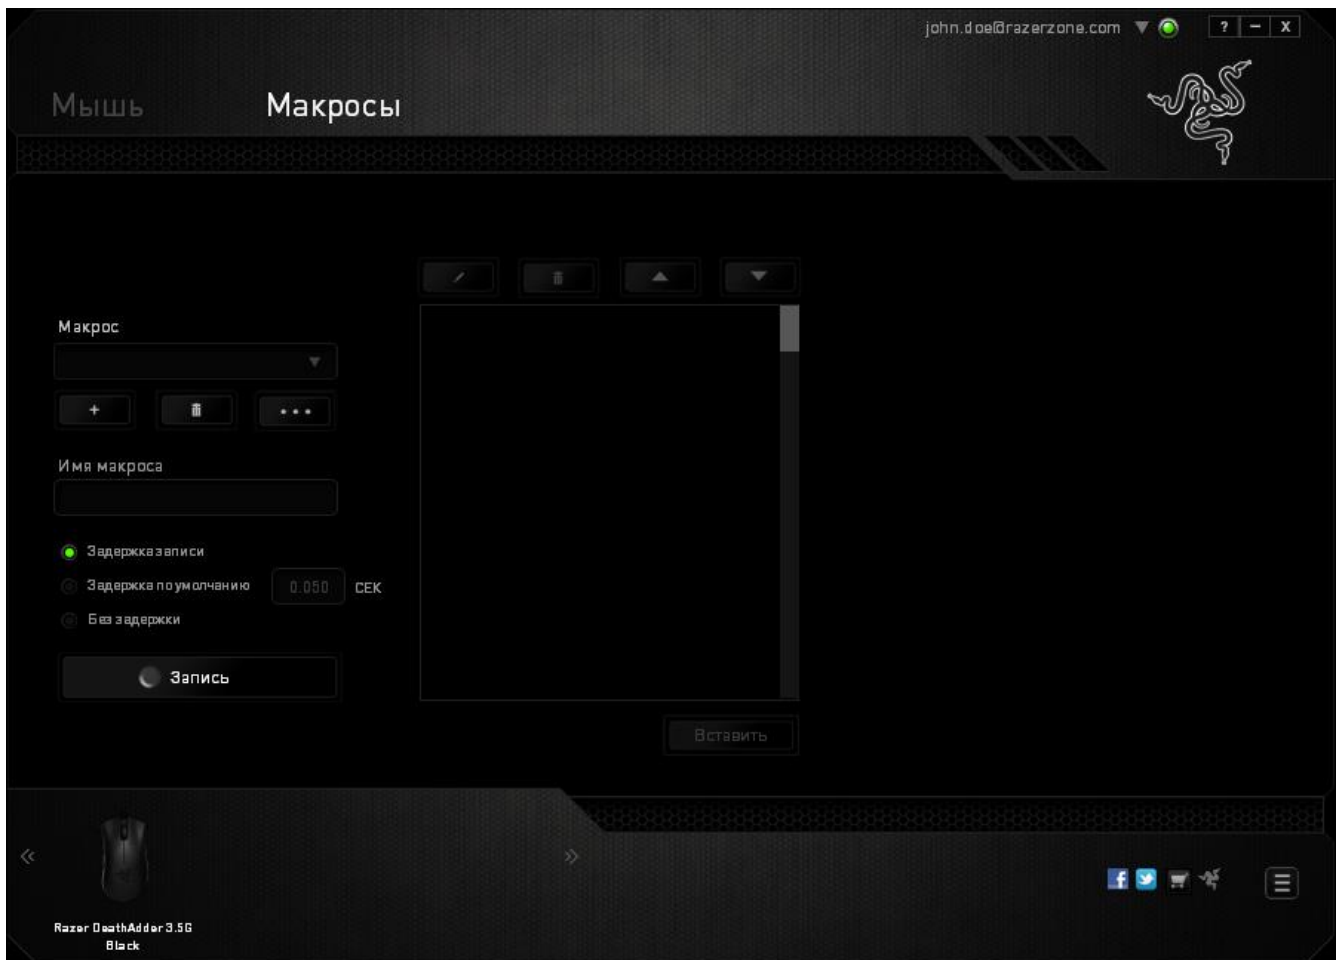 john.doe@razerzone.com
? – X
Мышь Макросы
Макрос
Имя макроса
Задержка записи
Задержка по умолчанию 0.050 СЕК
Без задержки
Запись
Вставить
Razer DeathAdder 3.5G
Black